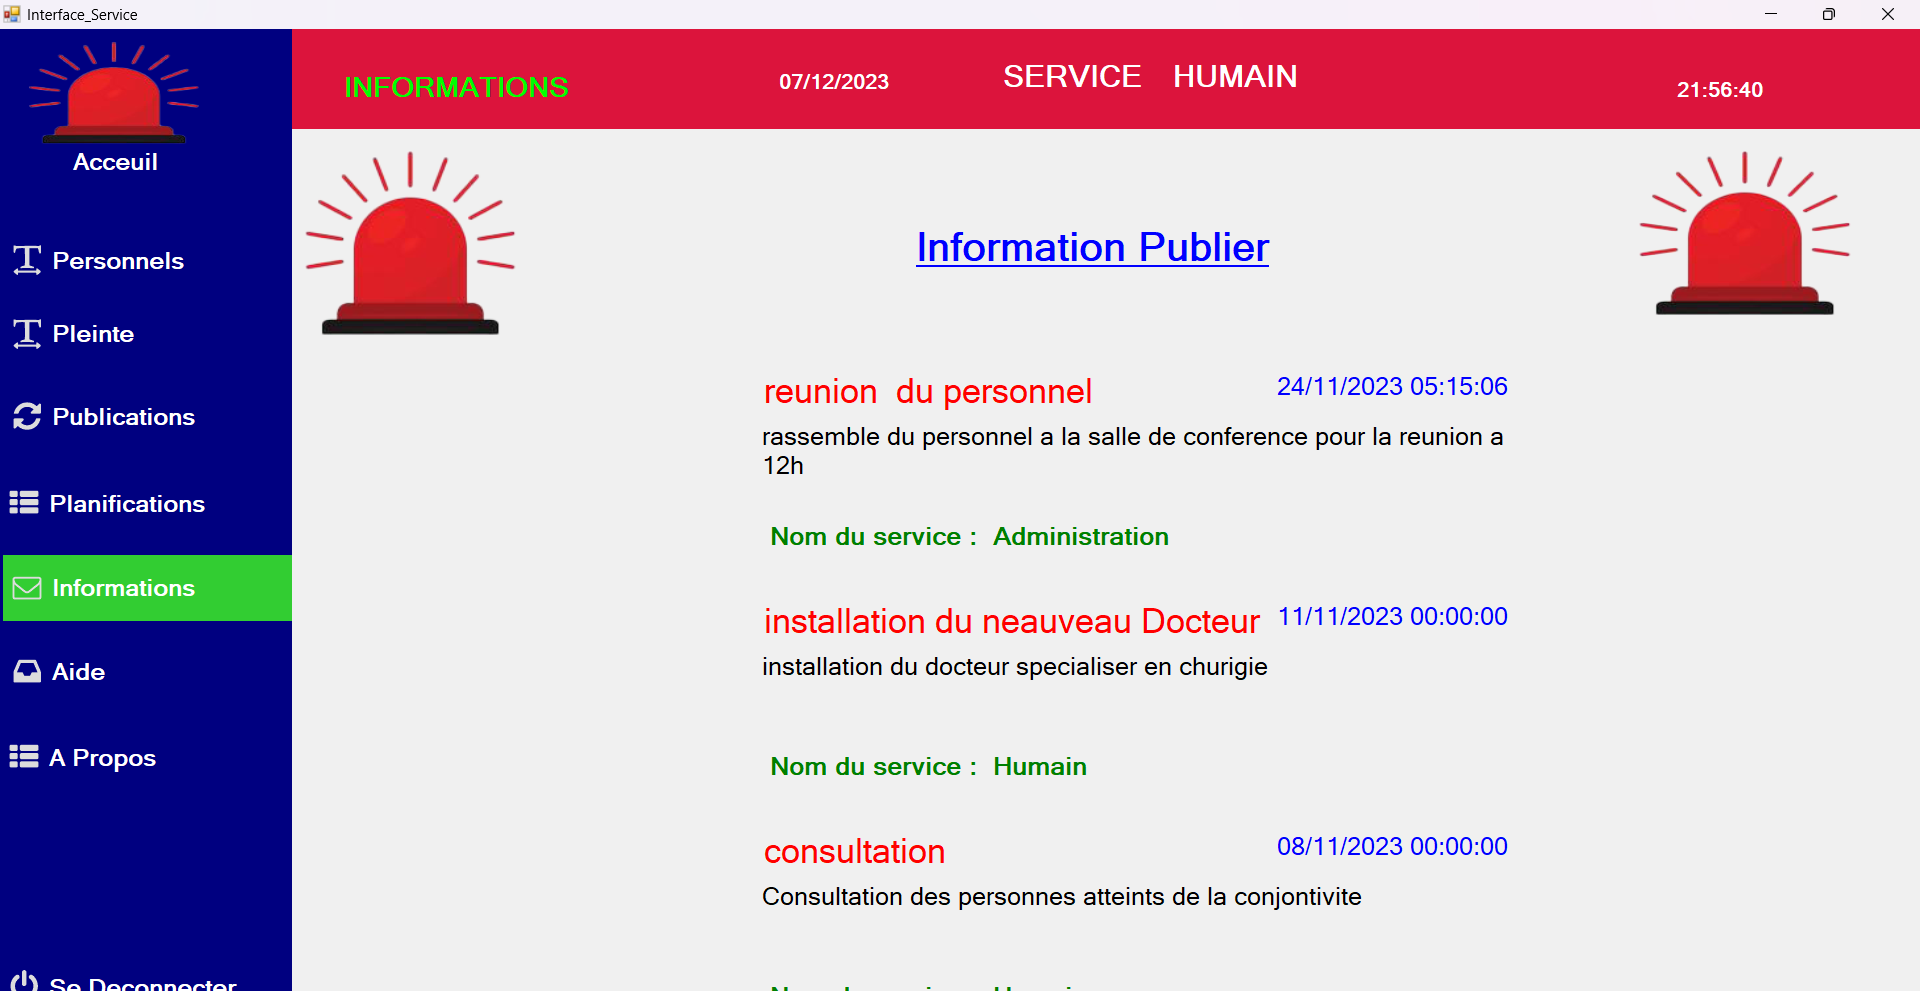 Interface_Service
INFORMATIONS
07/12/2023
SERVICE HUMAIN
21:56:40
Acceuil
Personnels
Pleinte
Publications
Planifications
Informations
Aide
A Propos
Se Deconnecter
Information Publier
reunion du personnel
24/11/2023 05:15:06
rassemble du personnel a la salle de conference pour la reunion a
12h
Nom du service : Administration
installation du neauveau Docteur
11/11/2023 00:00:00
installation du docteur specialiser en churigie
Nom du service : Humain
consultation
08/11/2023 00:00:00
Consultation des personnes atteints de la conjontivite